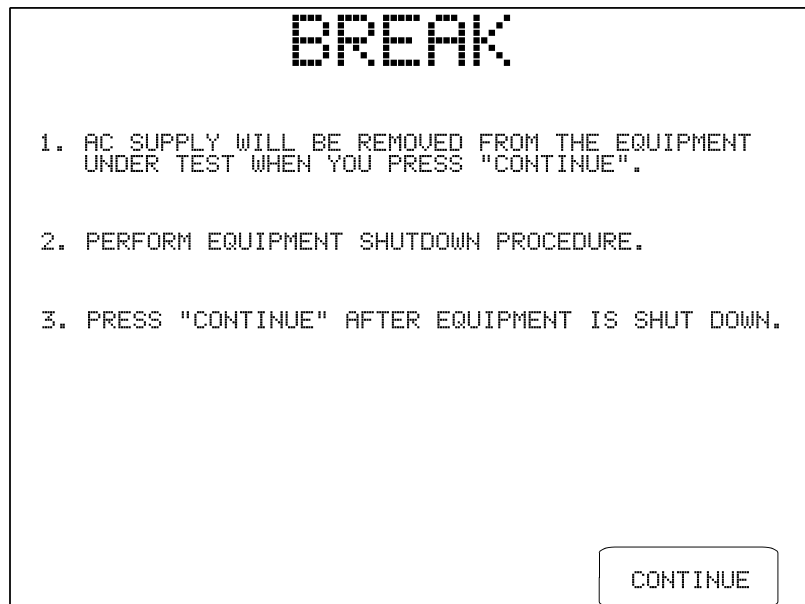 BREAK
1. AC SUPPLY WILL BE REMOVED FROM THE EQUIPMENT
UNDER TEST WHEN YOU PRESS "CONTINUE".
2. PERFORM EQUIPMENT SHUTDOWN PROCEDURE.
3. PRESS "CONTINUE" AFTER EQUIPMENT IS SHUT DOWN.
CONTINUE